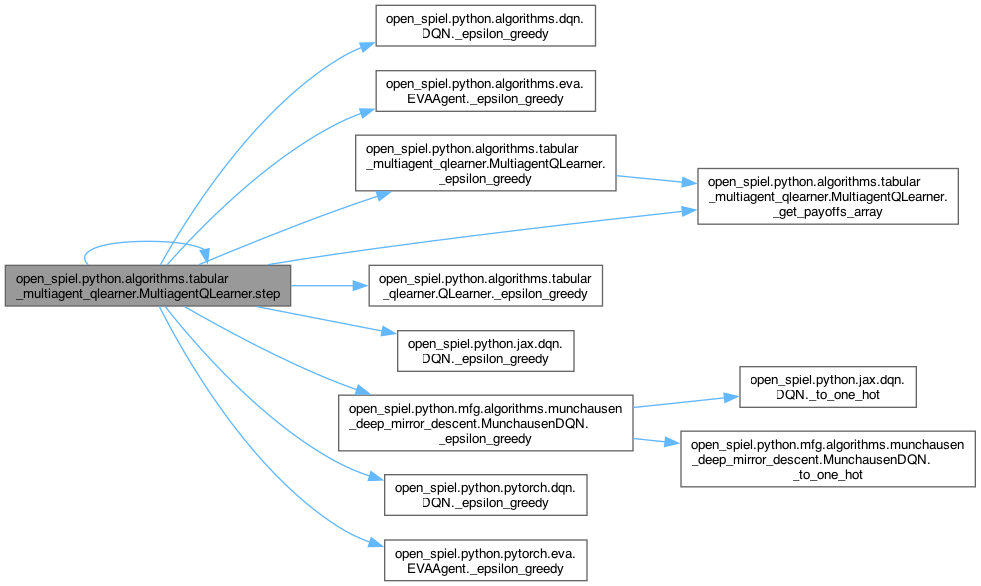 open_spiel.python.algorithms.dqn.
DQN._epsilon_greedy
open_spiel.python.algorithms.eva.
EVAAgent._epsilon_greedy
open_spiel.python.algorithms.tabular
_multiagent_qlearner.MultiagentQLearner.
_epsilon_greedy
open_spiel.python.algorithms.tabular
_multiagent_qlearner.MultiagentQLearner.
_get_payoffs_array
open_spiel.python.algorithms.tabular
_multiagent_qlearner.MultiagentQLearner.step
open_spiel.python.algorithms.tabular
_qlearner.QLearner._epsilon_greedy
open_spiel.python.jax.dqn.
DQN._epsilon_greedy
open_spiel.python.mfg.algorithms.munchausen
_deep_mirror_descent.MunchausenDQN.
_epsilon_greedy
open_spiel.python.jax.dqn.
DQN._to_one_hot
open_spiel.python.mfg.algorithms.munchausen
_deep_mirror_descent.MunchausenDQN.
_to_one_hot
open_spiel.python.pytorch.dqn.
DQN._epsilon_greedy
open_spiel.python.pytorch.eva.
EVAAgent._epsilon_greedy